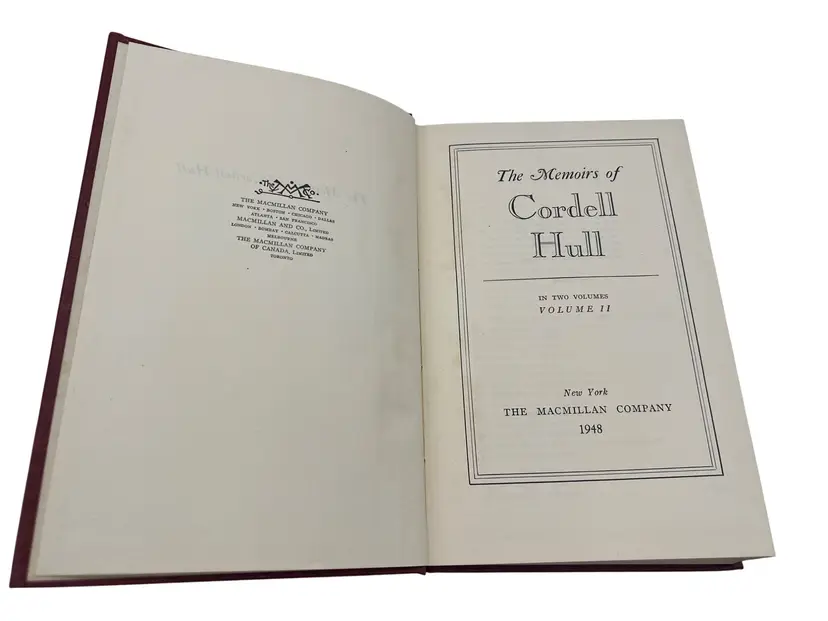 The M Co.
THE MACMILLAN COMPANY
NEW YORK · BOSTON · CHICAGO · DALLAS
ATLANTA · SAN FRANCISCO
MACMILLAN AND CO., LIMITED
LONDON · BOMBAY · CALCUTTA · MADRAS
MELBOURNE
THE MACMILLAN COMPANY
OF CANADA, LIMITED
TORONTO
The Memoirs of
Cordell
Hull
IN TWO VOLUMES
VOLUME II
New York
THE MACMILLAN COMPANY
1948